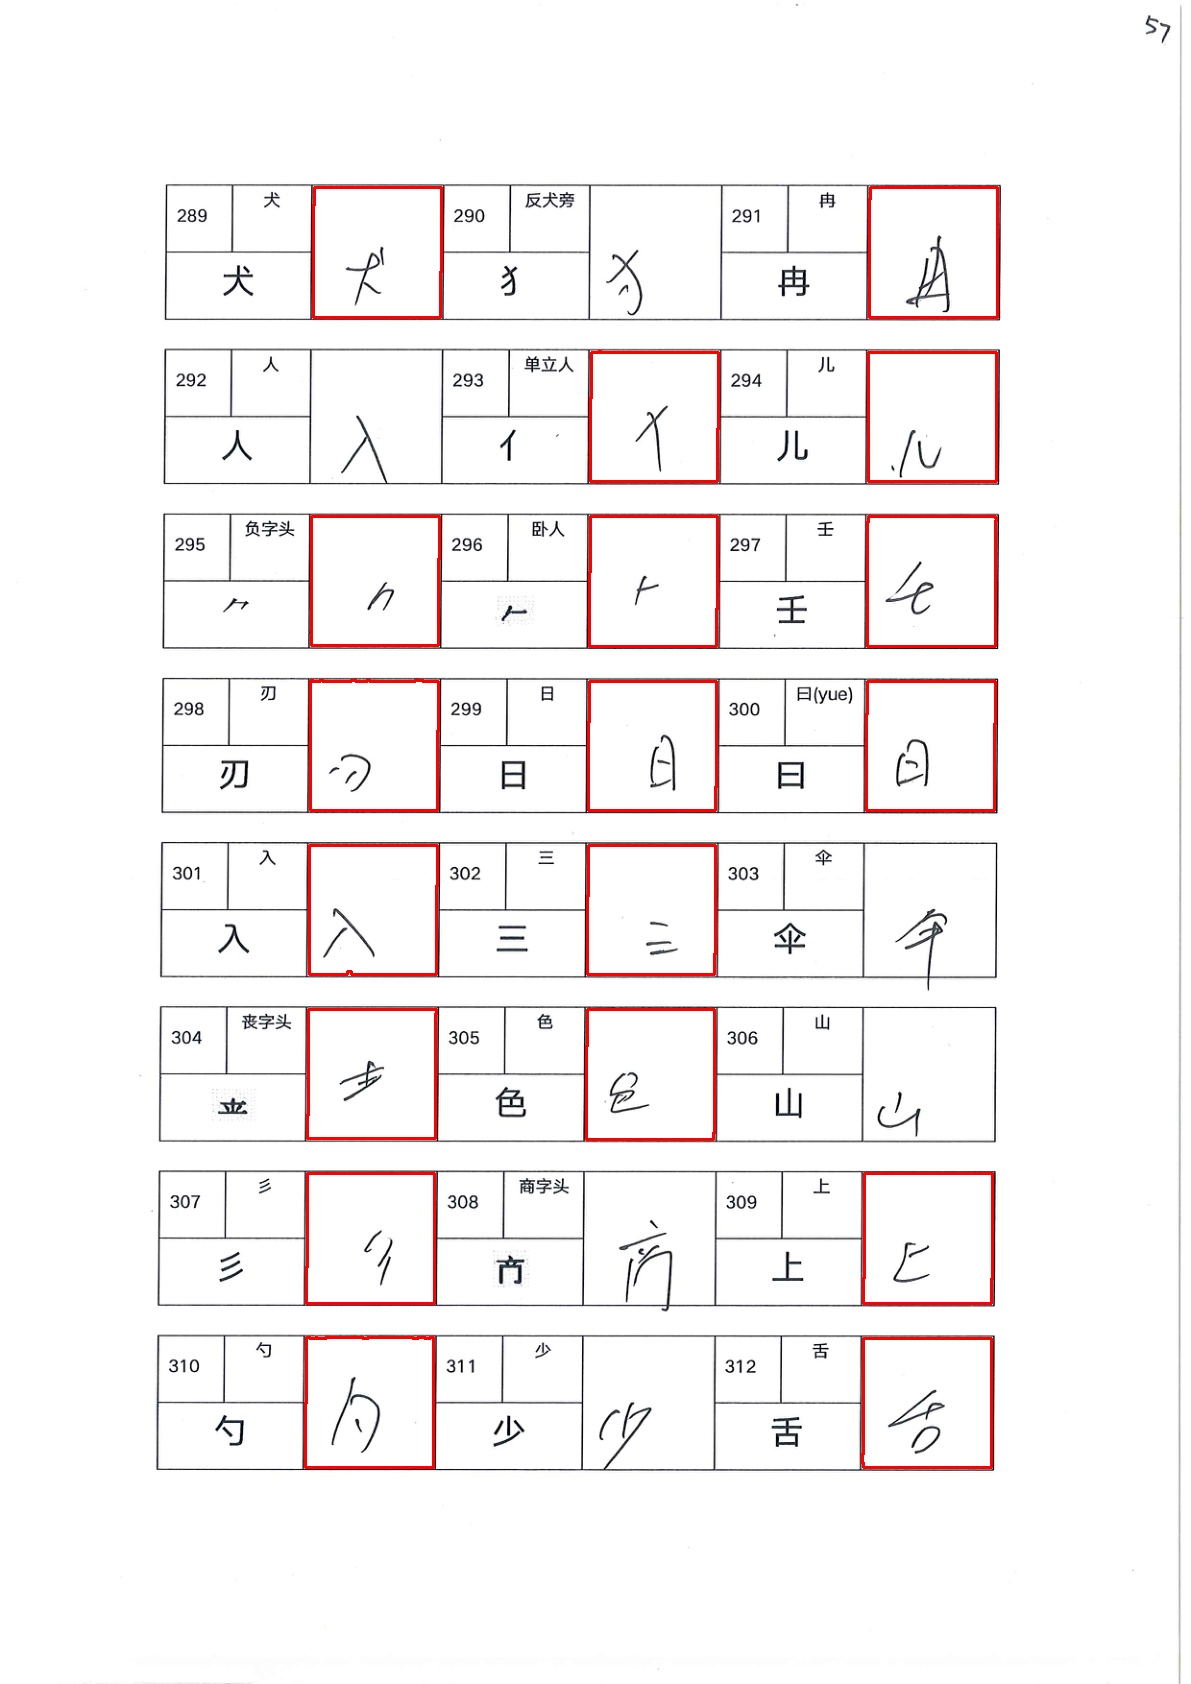 57
289 犬 犬 犬 290 反犬旁 犭 犭 291 冉 冉 冉
292 人 人 人 293 单立人 亻 亻 294 儿 儿 儿
295 负字头 𠂊 296 卧人 𠂉 297 壬 壬
298 刃 刃 刃 299 日 日 日 300 曰(yue) 曰 曰
301 入 入 入 302 三 三 三 303 伞 伞 伞
304 丧字头 305 色 色 色 306 山 山 山
307 彡 彡 彡 308 商字头 309 上 上 上
310 勺 勺 勺 311 少 少 少 312 舌 舌 舌